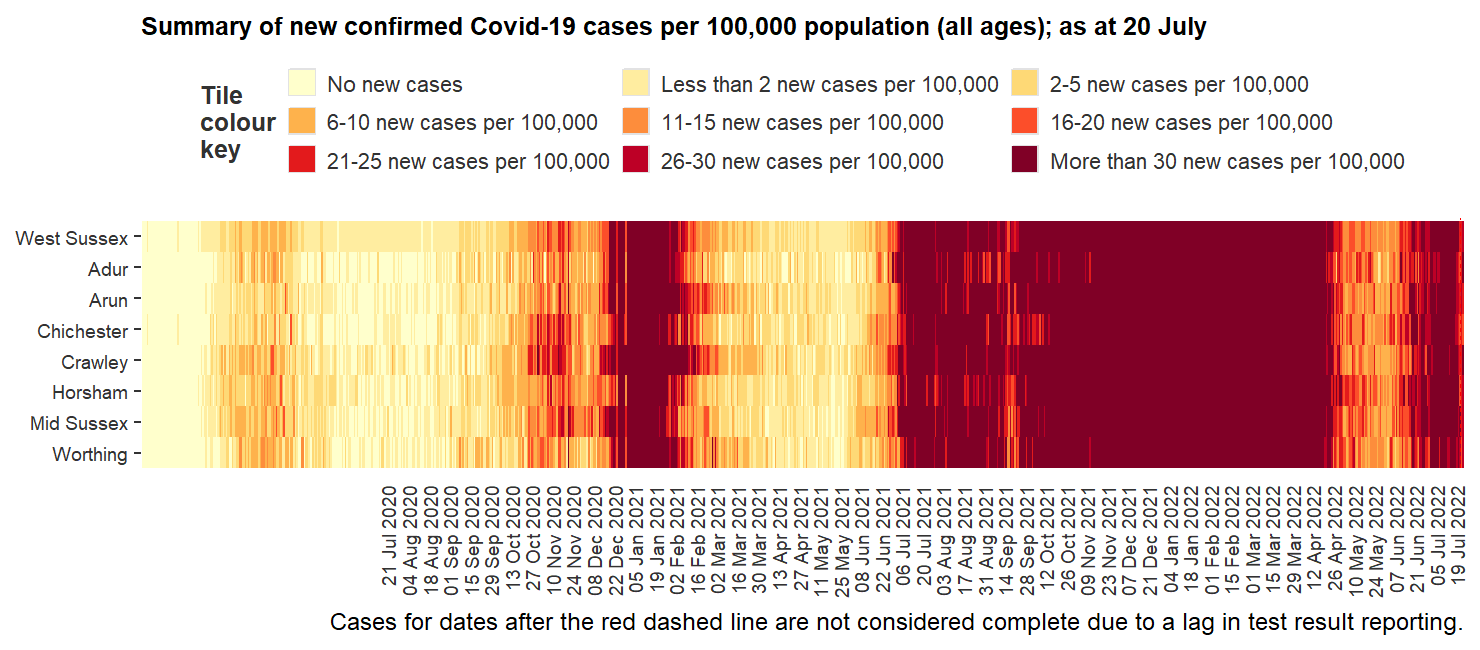 Summary of new confirmed Covid-19 cases per 100,000 population (all ages); as at 20 July
Tile
colour
key
No new cases
Less than 2 new cases per 100,000
2-5 new cases per 100,000
6-10 new cases per 100,000
11-15 new cases per 100,000
16-20 new cases per 100,000
21-25 new cases per 100,000
26-30 new cases per 100,000
More than 30 new cases per 100,000
West Sussex
Adur
Arun
Chichester
Crawley
Horsham
Mid Sussex
Worthing
21 Jul 2020
04 Aug 2020
18 Aug 2020
01 Sep 2020
15 Sep 2020
29 Sep 2020
13 Oct 2020
27 Oct 2020
10 Nov 2020
24 Nov 2020
08 Dec 2020
22 Dec 2020
05 Jan 2021
19 Jan 2021
02 Feb 2021
16 Feb 2021
02 Mar 2021
16 Mar 2021
30 Mar 2021
13 Apr 2021
27 Apr 2021
11 May 2021
25 May 2021
08 Jun 2021
22 Jun 2021
06 Jul 2021
20 Jul 2021
03 Aug 2021
17 Aug 2021
31 Aug 2021
14 Sep 2021
28 Sep 2021
12 Oct 2021
26 Oct 2021
09 Nov 2021
23 Nov 2021
07 Dec 2021
21 Dec 2021
04 Jan 2022
18 Jan 2022
01 Feb 2022
15 Feb 2022
01 Mar 2022
15 Mar 2022
29 Mar 2022
12 Apr 2022
26 Apr 2022
10 May 2022
24 May 2022
07 Jun 2022
21 Jun 2022
05 Jul 2022
19 Jul 2022
Cases for dates after the red dashed line are not considered complete due to a lag in test result reporting.